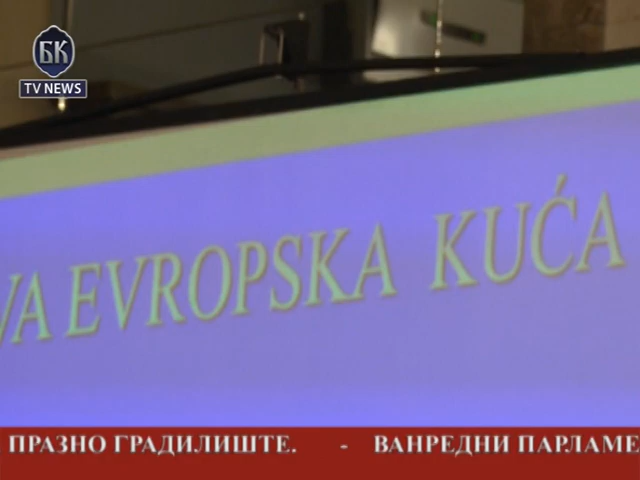 БК
TV NEWS
VA EVROPSKA KUĆA
ПРАЗНО ГРАДИЛИШТЕ. - ВАНРЕДНИ ПАРЛАМЕ